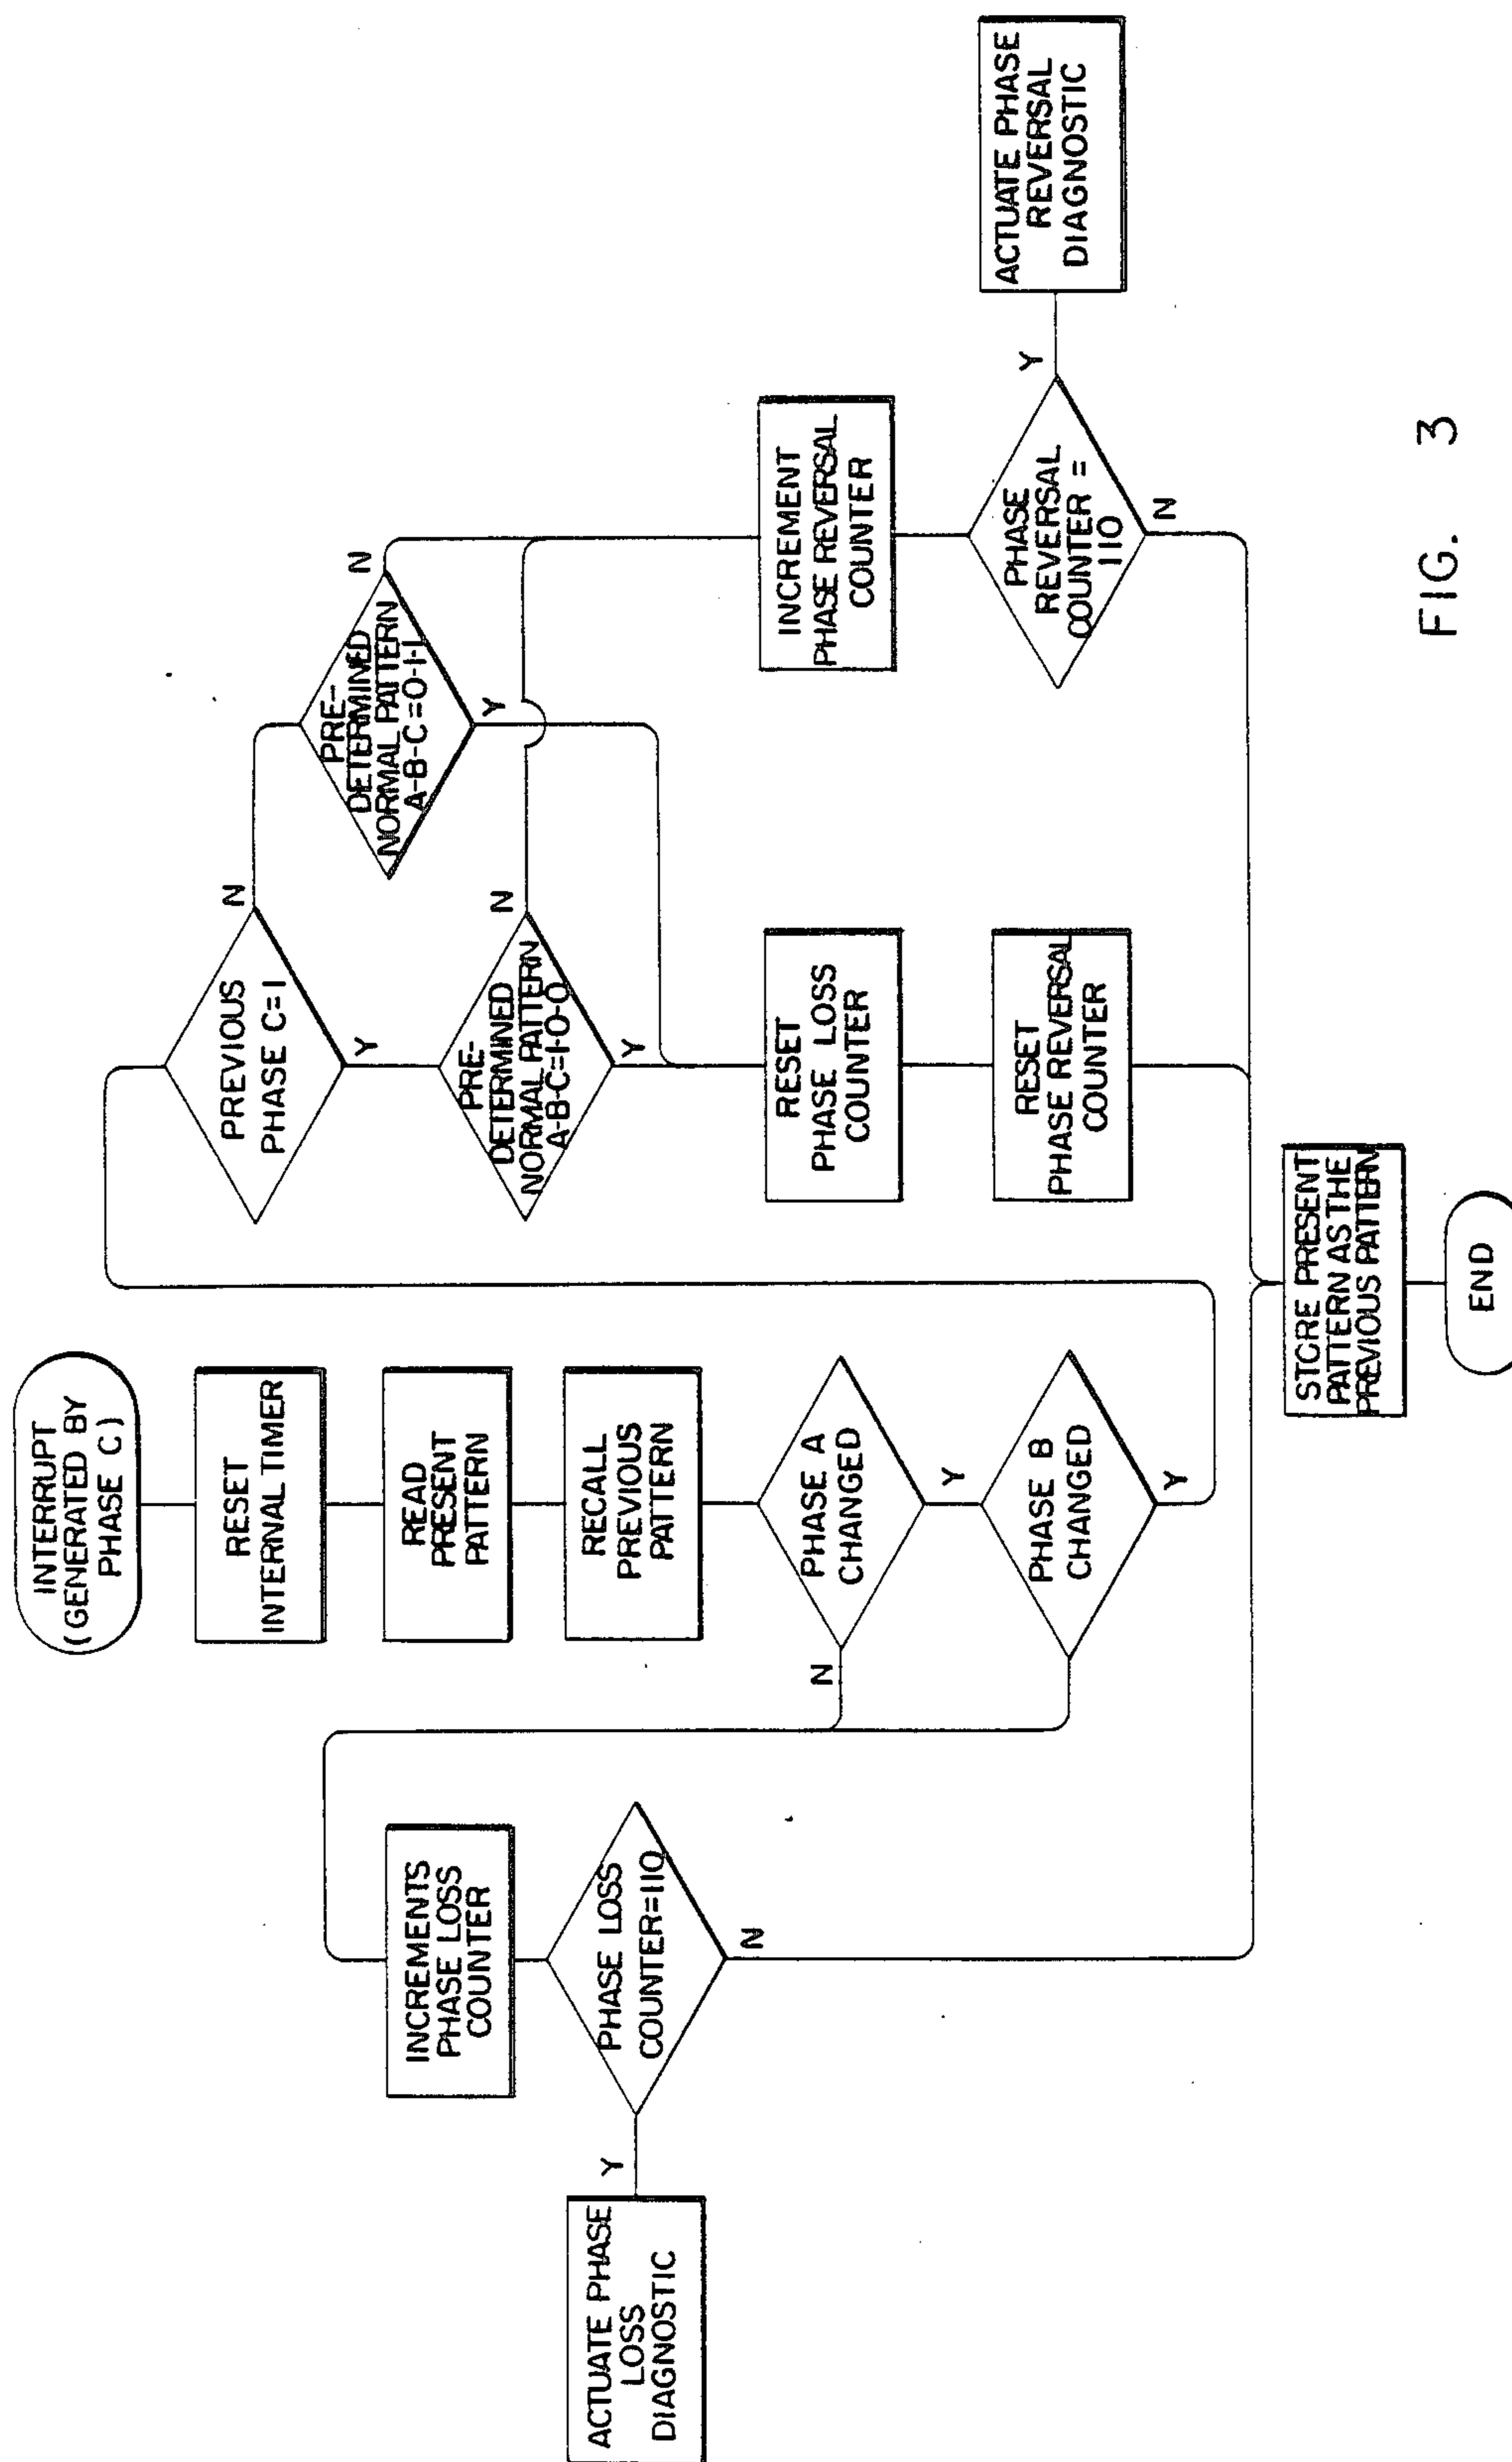 INTERRUPT
(GENERATED BY
PHASE C)
RESET
INTERNAL TIMER
READ
PRESENT
PATTERN
RECALL
PREVIOUS
PATTERN
PHASE A
CHANGED
N
Y
PHASE B
CHANGED
Y
INCREMENTS
PHASE LOSS
COUNTER
PHASE LOSS
COUNTER=110
Y
N
ACTUATE PHASE
LOSS
DIAGNOSTIC
PREVIOUS
PHASE C=1
N
Y
PRE-
DETERMINED
NORMAL PATTERN
A-B-C=1-0-0
N
Y
PRE-
DETERMINED
NORMAL PATTERN
A-B-C=0-1-1
N
Y
RESET
PHASE LOSS
COUNTER
RESET
PHASE REVERSAL
COUNTER
INCREMENT
PHASE REVERSAL
COUNTER
PHASE
REVERSAL
COUNTER =
110
Y
N
ACTUATE PHASE
REVERSAL
DIAGNOSTIC
STORE PRESENT
PATTERN AS THE
PREVIOUS PATTERN
END
FIG. 3